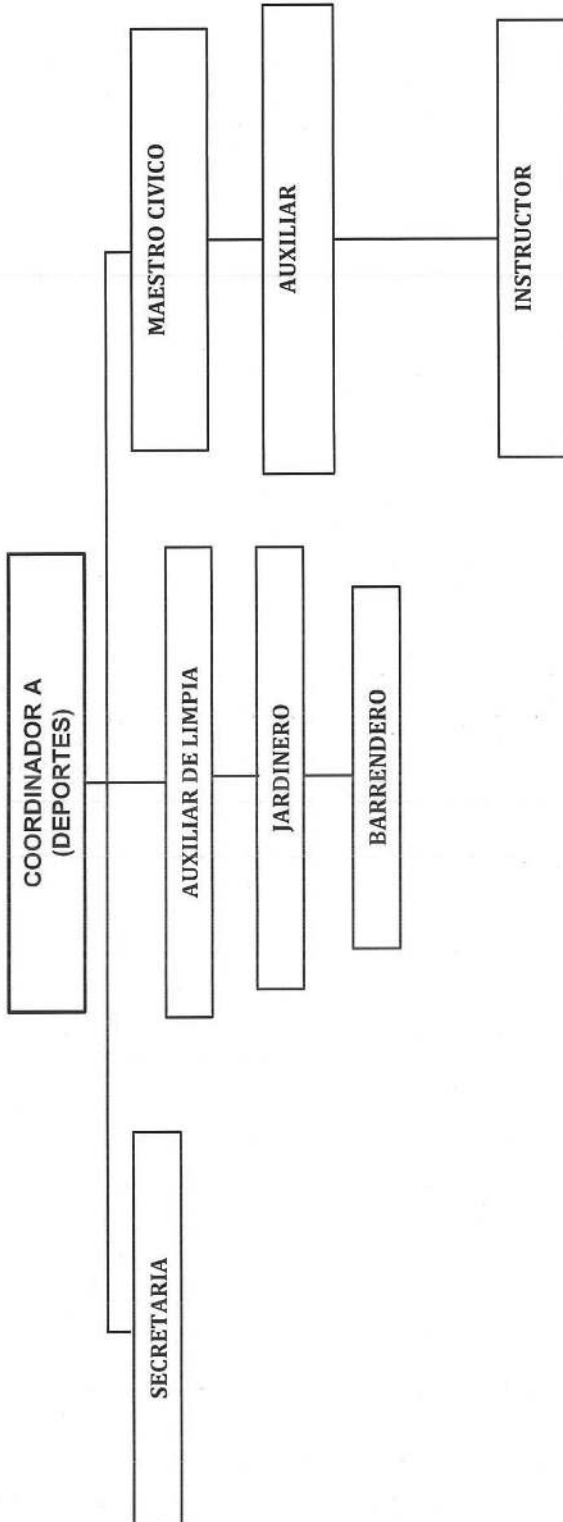 COORDINADOR A
(DEPORTES)
SECRETARIA
AUXILIAR DE LIMPIA
JARDINERO
BARRENDERO
MAESTRO CIVICO
AUXILIAR
INSTRUCTOR